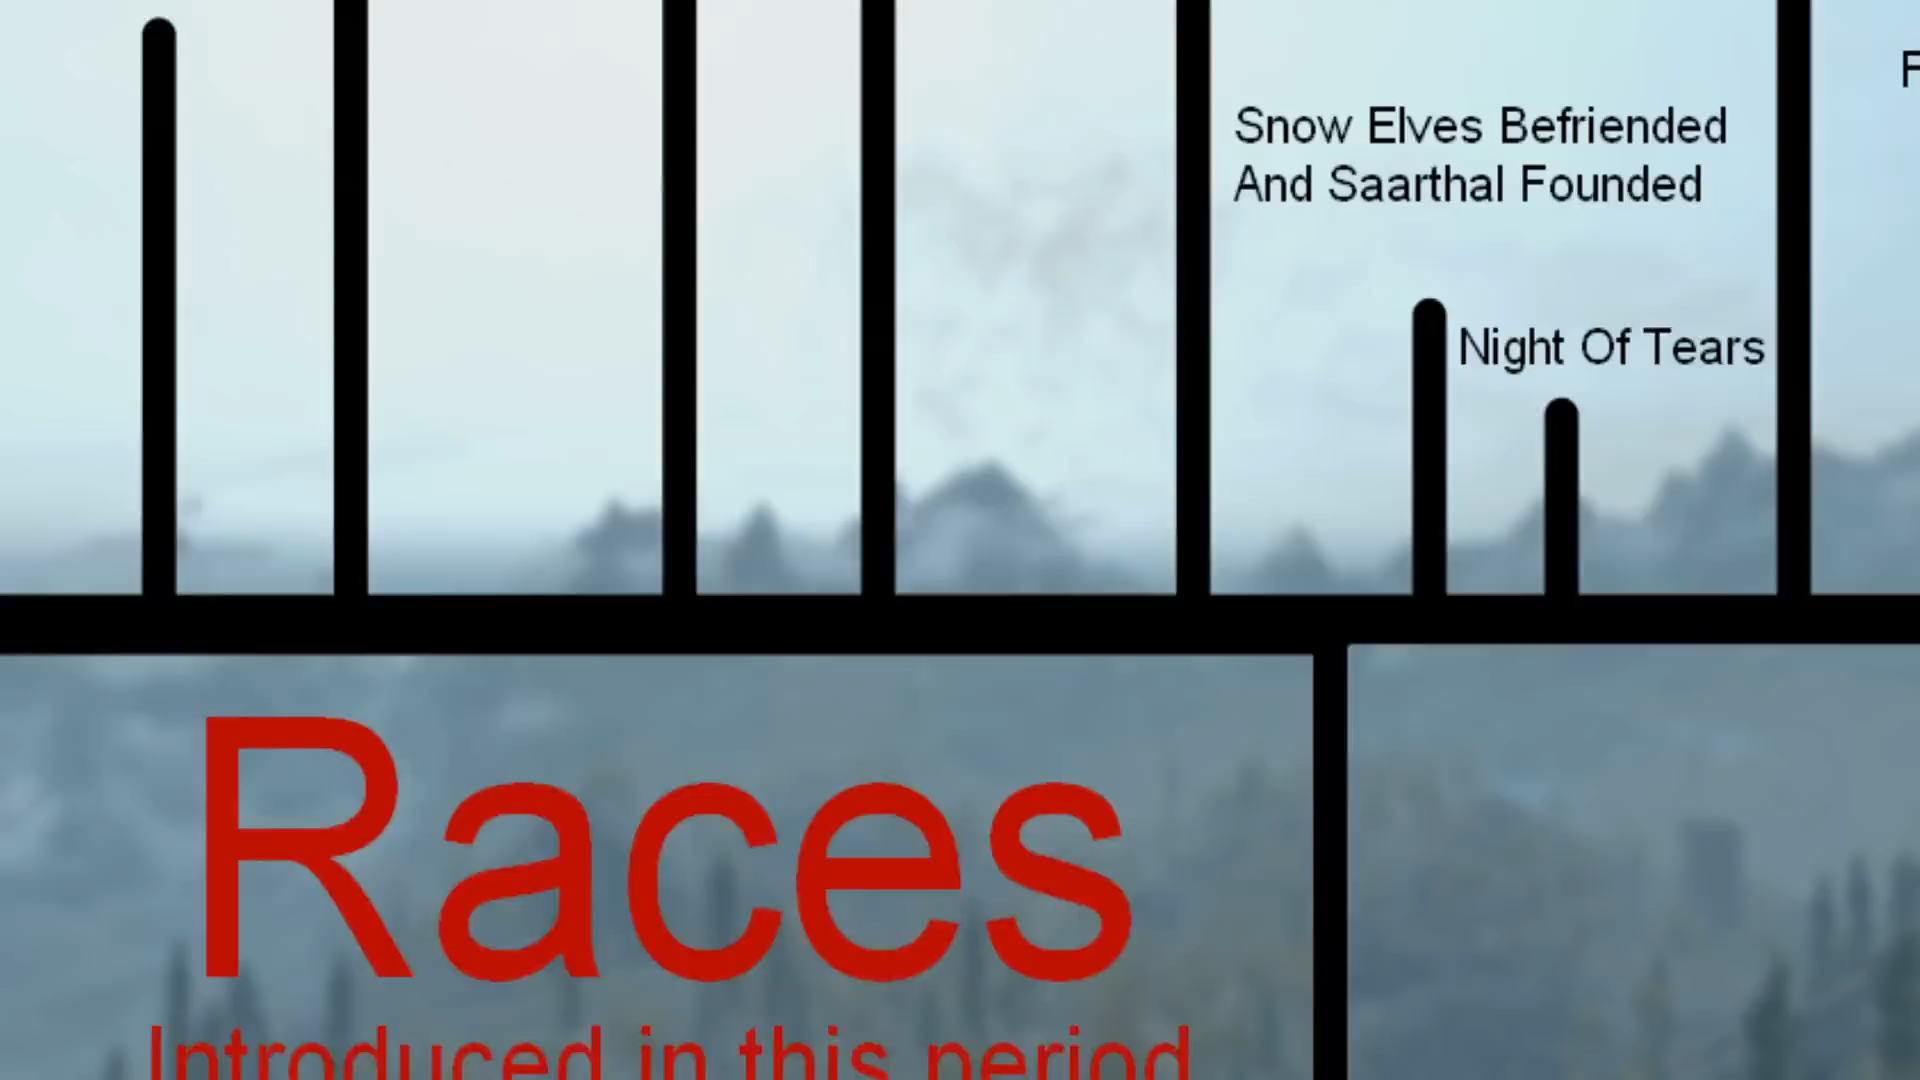 Snow Elves Befriended
And Saarthal Founded
Night Of Tears
Races
Introduced in this period